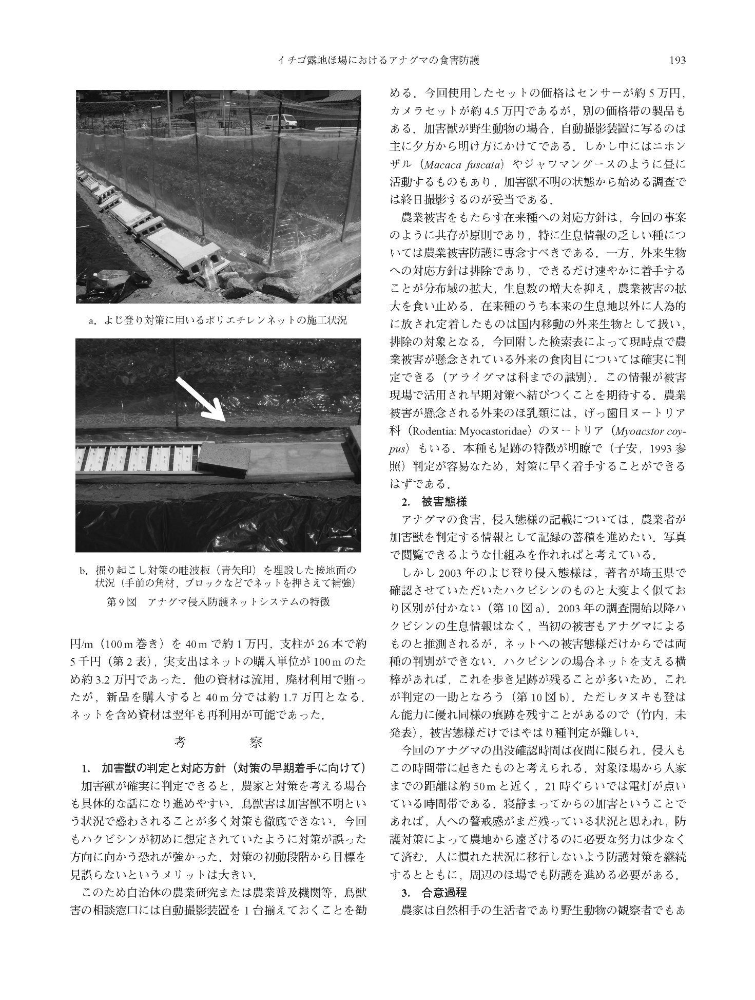 イチゴ露地ほ場におけるアナグマの食害防護
193
a．よじ登り対策に用いるポリエチレンネットの施工状況
b．掘り起こし対策の畦波板（青矢印）を埋設した接地面の
状況（手前の角材，ブロックなどでネットを押さえて補強）
第9図　アナグマ侵入防護ネットシステムの特徴
円/m（100 m 巻き）を 40 m で約 1 万円，支柱が 26 本で約
5 千円（第 2 表），実支出はネットの購入単位が 100 m のた
め約 3.2 万円であった．他の資材は流用，廃材利用で賄っ
たが，新品を購入すると 40 m 分では約 1.7 万円となる．
ネットを含め資材は翌年も再利用が可能であった．
考　　　　　察
1.　加害獣の判定と対応方針（対策の早期着手に向けて）
加害獣が確実に判定できると，農家と対策を考える場合
も具体的な話になり進めやすい．鳥獣害は加害獣不明とい
う状況で惑わされることが多く対策も徹底できない．今回
もハクビシンが初めに想定されていたように対策が誤った
方向に向かう恐れが強かった．対策の初動段階から目標を
見誤らないというメリットは大きい．
このため自治体の農業研究または農業普及機関等，鳥獣
害の相談窓口には自動撮影装置を 1 台揃えておくことを勧
める．今回使用したセットの価格はセンサーが約 5 万円，
カメラセットが約 4.5 万円であるが，別の価格帯の製品も
ある．加害獣が野生動物の場合，自動撮影装置に写るのは
主に夕方から明け方にかけてである．しかし中にはニホン
ザル（Macaca fuscata）やジャワマングースのように昼に
活動するものもあり，加害獣不明の状態から始める調査で
は終日撮影するのが妥当である．
農業被害をもたらす在来種への対応方針は，今回の事案
のように共存が原則であり，特に生息情報の乏しい種につ
いては農業被害防護に専念すべきである．一方，外来生物
への対応方針は排除であり，できるだけ速やかに着手する
ことが分布域の拡大，生息数の増大を抑え，農業被害の拡
大を食い止める．在来種のうち本来の生息地以外に人為的
に放され定着したものは国内移動の外来生物として扱い，
排除の対象となる．今回附した検索表によって現時点で農
業被害が懸念されている外来の食肉目については確実に判
定できる（アライグマは科までの識別）．この情報が被害
現場で活用され早期対策へ結びつくことを期待する．農業
被害が懸念される外来のほ乳類には，げっ歯目ヌートリア
科（Rodentia: Myocastoridae）のヌートリア（Myoacstor coy-
pus）もいる．本種も足跡の特徴が明瞭で（子安，1993 参
照）判定が容易なため，対策に早く着手することができる
はずである．
2.　被害態様
アナグマの食害，侵入態様の記載については，農業者が
加害獣を判定する情報として記録の蓄積を進めたい．写真
で閲覧できるような仕組みを作れればと考えている．
しかし 2003 年のよじ登り侵入態様は，著者が埼玉県で
確認させていただいたハクビシンのものと大変よく似てお
り区別が付かない（第 10 図 a）．2003 年の調査開始以降ハ
クビシンの生息情報はなく，当初の被害もアナグマによる
ものと推測されるが，ネットへの被害態様だけからでは両
種の判別ができない．ハクビシンの場合ネットを支える横
棒があれば，これを歩き足跡が残ることが多いため，これ
が判定の一助となろう（第 10 図 b）．ただしタヌキも登は
ん能力に優れ同様の痕跡を残すことがあるので（竹内，未
発表），被害態様だけではやはり種判定が難しい．
今回のアナグマの出没確認時間は夜間に限られ，侵入も
この時間帯に起きたものと考えられる．対象ほ場から人家
までの距離は約 50 m と近く，21 時ぐらいでは電灯が点い
ている時間帯である．寝静まってからの加害ということで
あれば，人への警戒感がまだ残っている状況と思われ，防
護対策によって農地から遠ざけるのに必要な努力は少なく
て済む．人に慣れた状況に移行しないよう防護対策を継続
するとともに，周辺のほ場でも防護を進める必要がある．
3.　合意過程
農家は自然相手の生活者であり野生動物の観察者でもあ